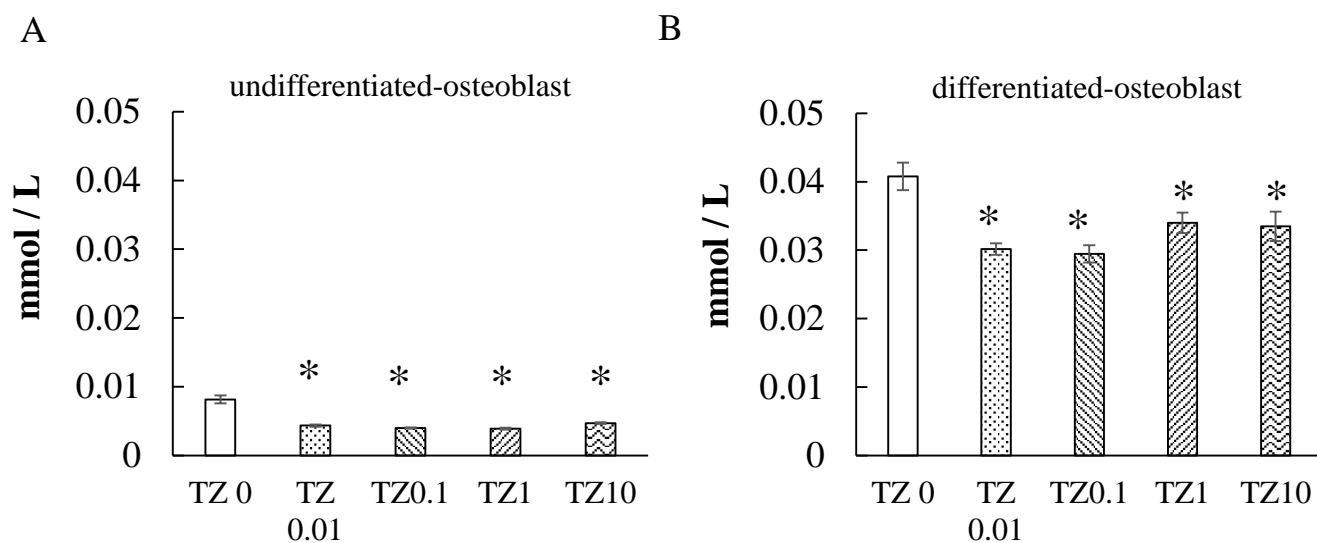 A
undifferentiated-osteoblast
mmol / L
0.05
0.04
0.03
0.02
0.01
0
* * * *
TZ 0 TZ 0.01 TZ0.1 TZ1 TZ10
B
differentiated-osteoblast
mmol / L
0.05
0.04
0.03
0.02
0.01
0
* * * *
TZ 0 TZ 0.01 TZ0.1 TZ1 TZ10